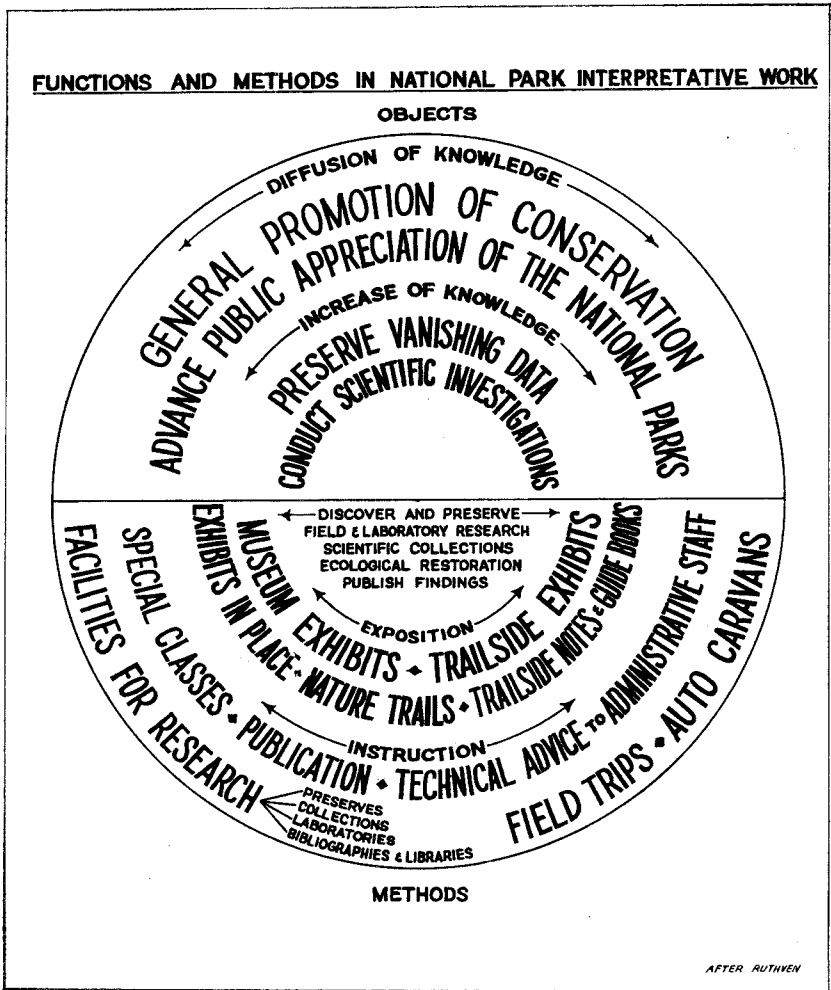 FUNCTIONS AND METHODS IN NATIONAL PARK INTERPRETATIVE WORK
OBJECTS
DIFFUSION OF KNOWLEDGE
GENERAL PROMOTION OF CONSERVATION
ADVANCE PUBLIC APPRECIATION OF THE NATIONAL PARKS
INCREASE OF KNOWLEDGE
PRESERVE VANISHING DATA
CONDUCT SCIENTIFIC INVESTIGATIONS
DISCOVER AND PRESERVE
FIELD & LABORATORY RESEARCH
SCIENTIFIC COLLECTIONS
ECOLOGICAL RESTORATION
PUBLISH FINDINGS
EXPOSITION
MUSEUM EXHIBITS • TRAILSIDE EXHIBITS
EXHIBITS IN PLACE • NATURE TRAILS • TRAILSIDE NOTES & GUIDE BOOKS
INSTRUCTION
SPECIAL CLASSES • PUBLICATION • TECHNICAL ADVICE TO ADMINISTRATIVE STAFF
FACILITIES FOR RESEARCH
PRESERVES
COLLECTIONS
LABORATORIES
BIBLIOGRAPHIES & LIBRARIES
FIELD TRIPS • AUTO CARAVANS
METHODS
AFTER RUTHVEN